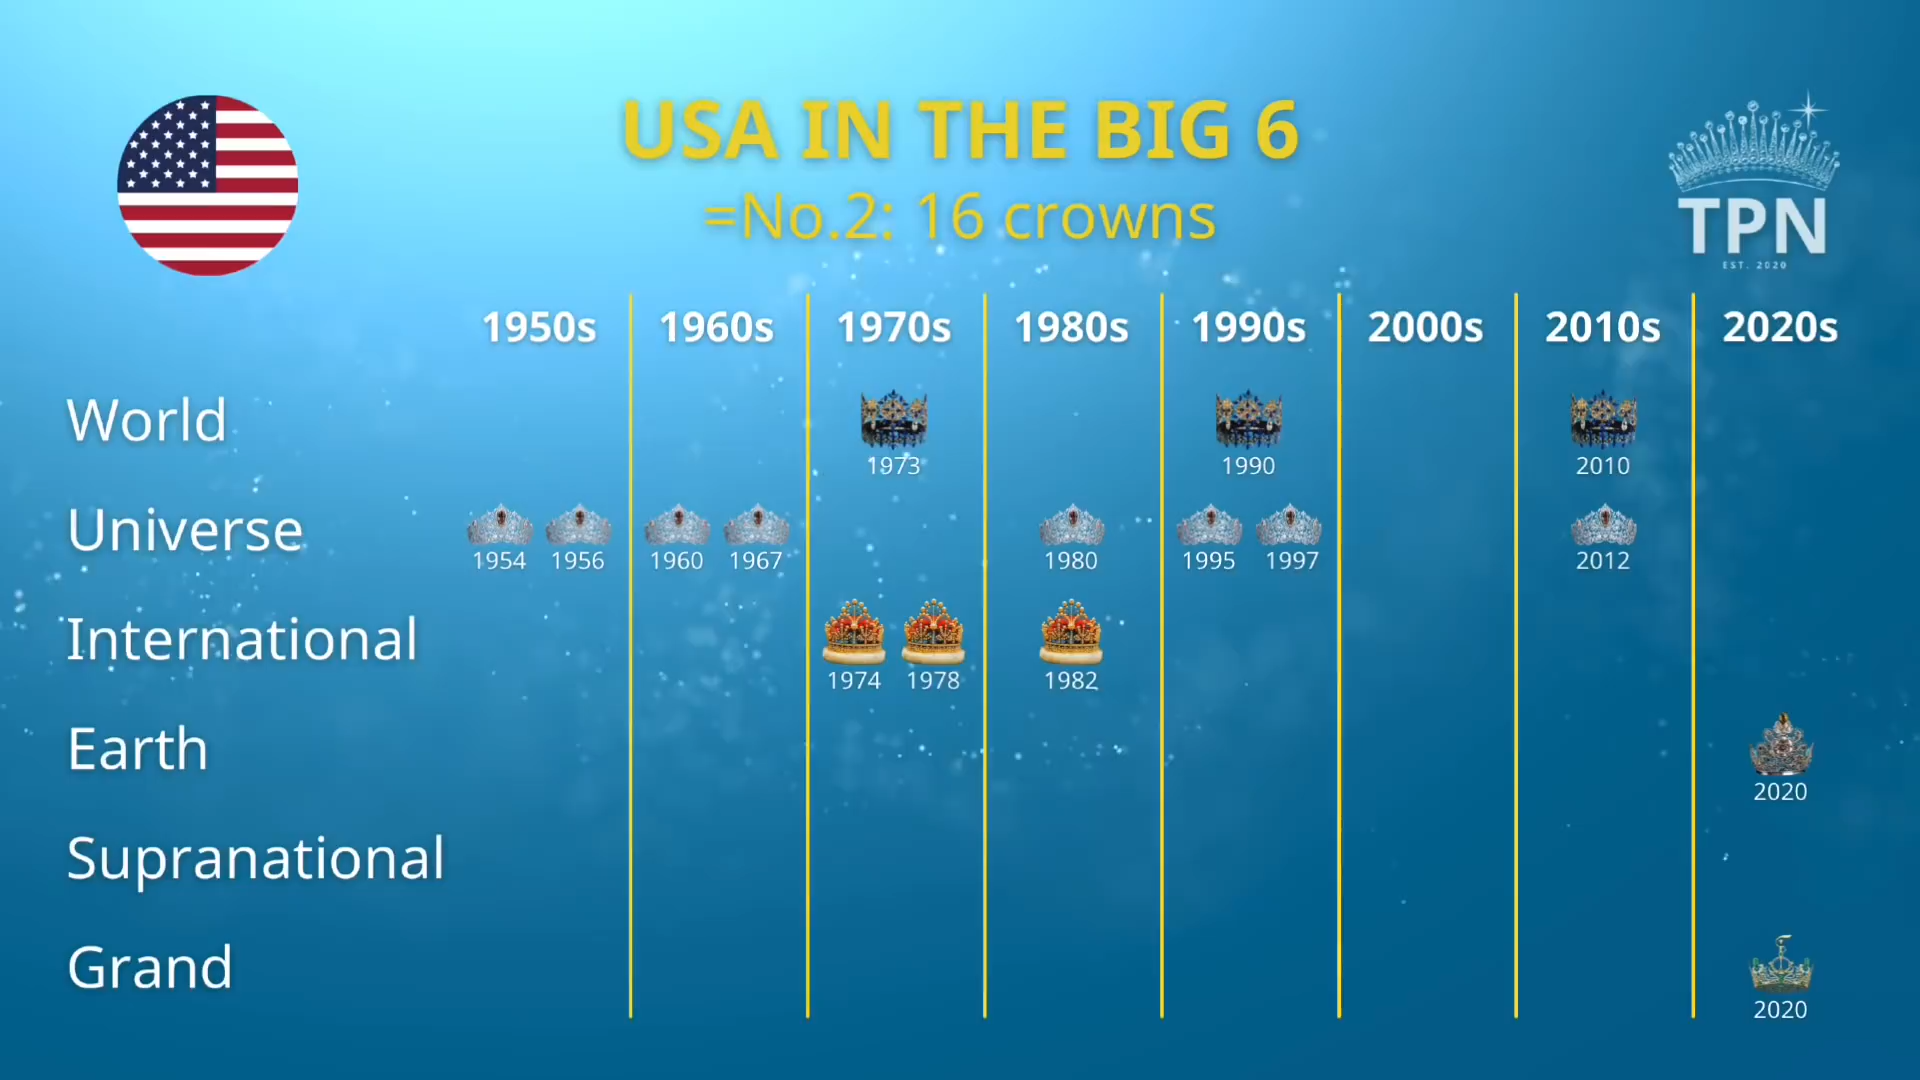 USA IN THE BIG 6
=No.2: 16 crowns
TPN
EST. 2020
1950s 1960s 1970s 1980s 1990s 2000s 2010s 2020s
World
1973 1990 2010
Universe
1954 1956 1960 1967 1980 1995 1997 2012
International
1974 1978 1982
Earth
2020
Supranational
Grand
2020